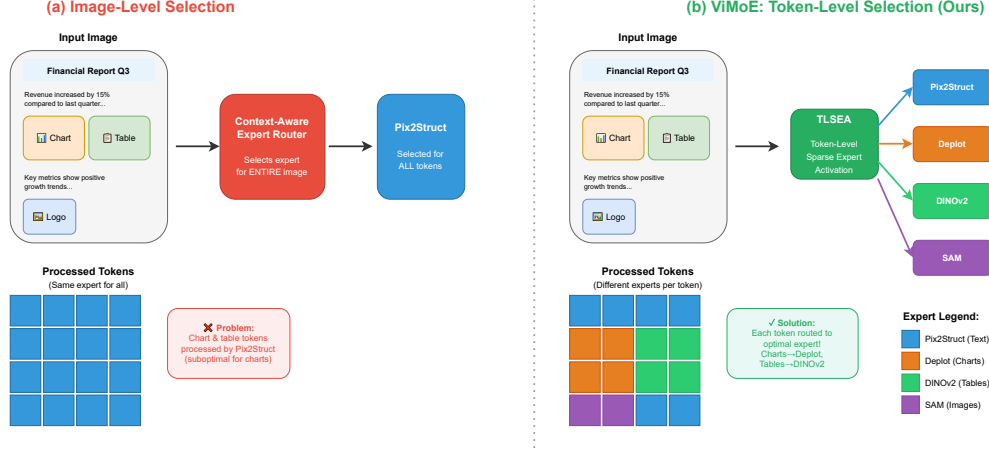 (a) Image-Level Selection
Input Image
Financial Report Q3
Revenue increased by 15%
compared to last quarter...
📊 Chart
📋 Table
Key metrics show positive
growth trends...
🖼️ Logo
Context-Aware
Expert Router
Selects expert
for ENTIRE image
Pix2Struct
Selected for
ALL tokens
Processed Tokens
(Same expert for all)
❌ Problem:
Chart & table tokens
processed by Pix2Struct
(suboptimal for charts)
(b) ViMoE: Token-Level Selection (Ours)
Input Image
Financial Report Q3
Revenue increased by 15%
compared to last quarter...
📊 Chart
📋 Table
Key metrics show positive
growth trends...
🖼️ Logo
TLSEA
Token-Level
Sparse Expert
Activation
Pix2Struct
Deplot
DINOv2
SAM
Processed Tokens
(Different experts per token)
✓ Solution:
Each token routed to
optimal expert!
Charts→Deplot,
Tables→DINOv2
Expert Legend:
Pix2Struct (Text)
Deplot (Charts)
DINOv2 (Tables)
SAM (Images)